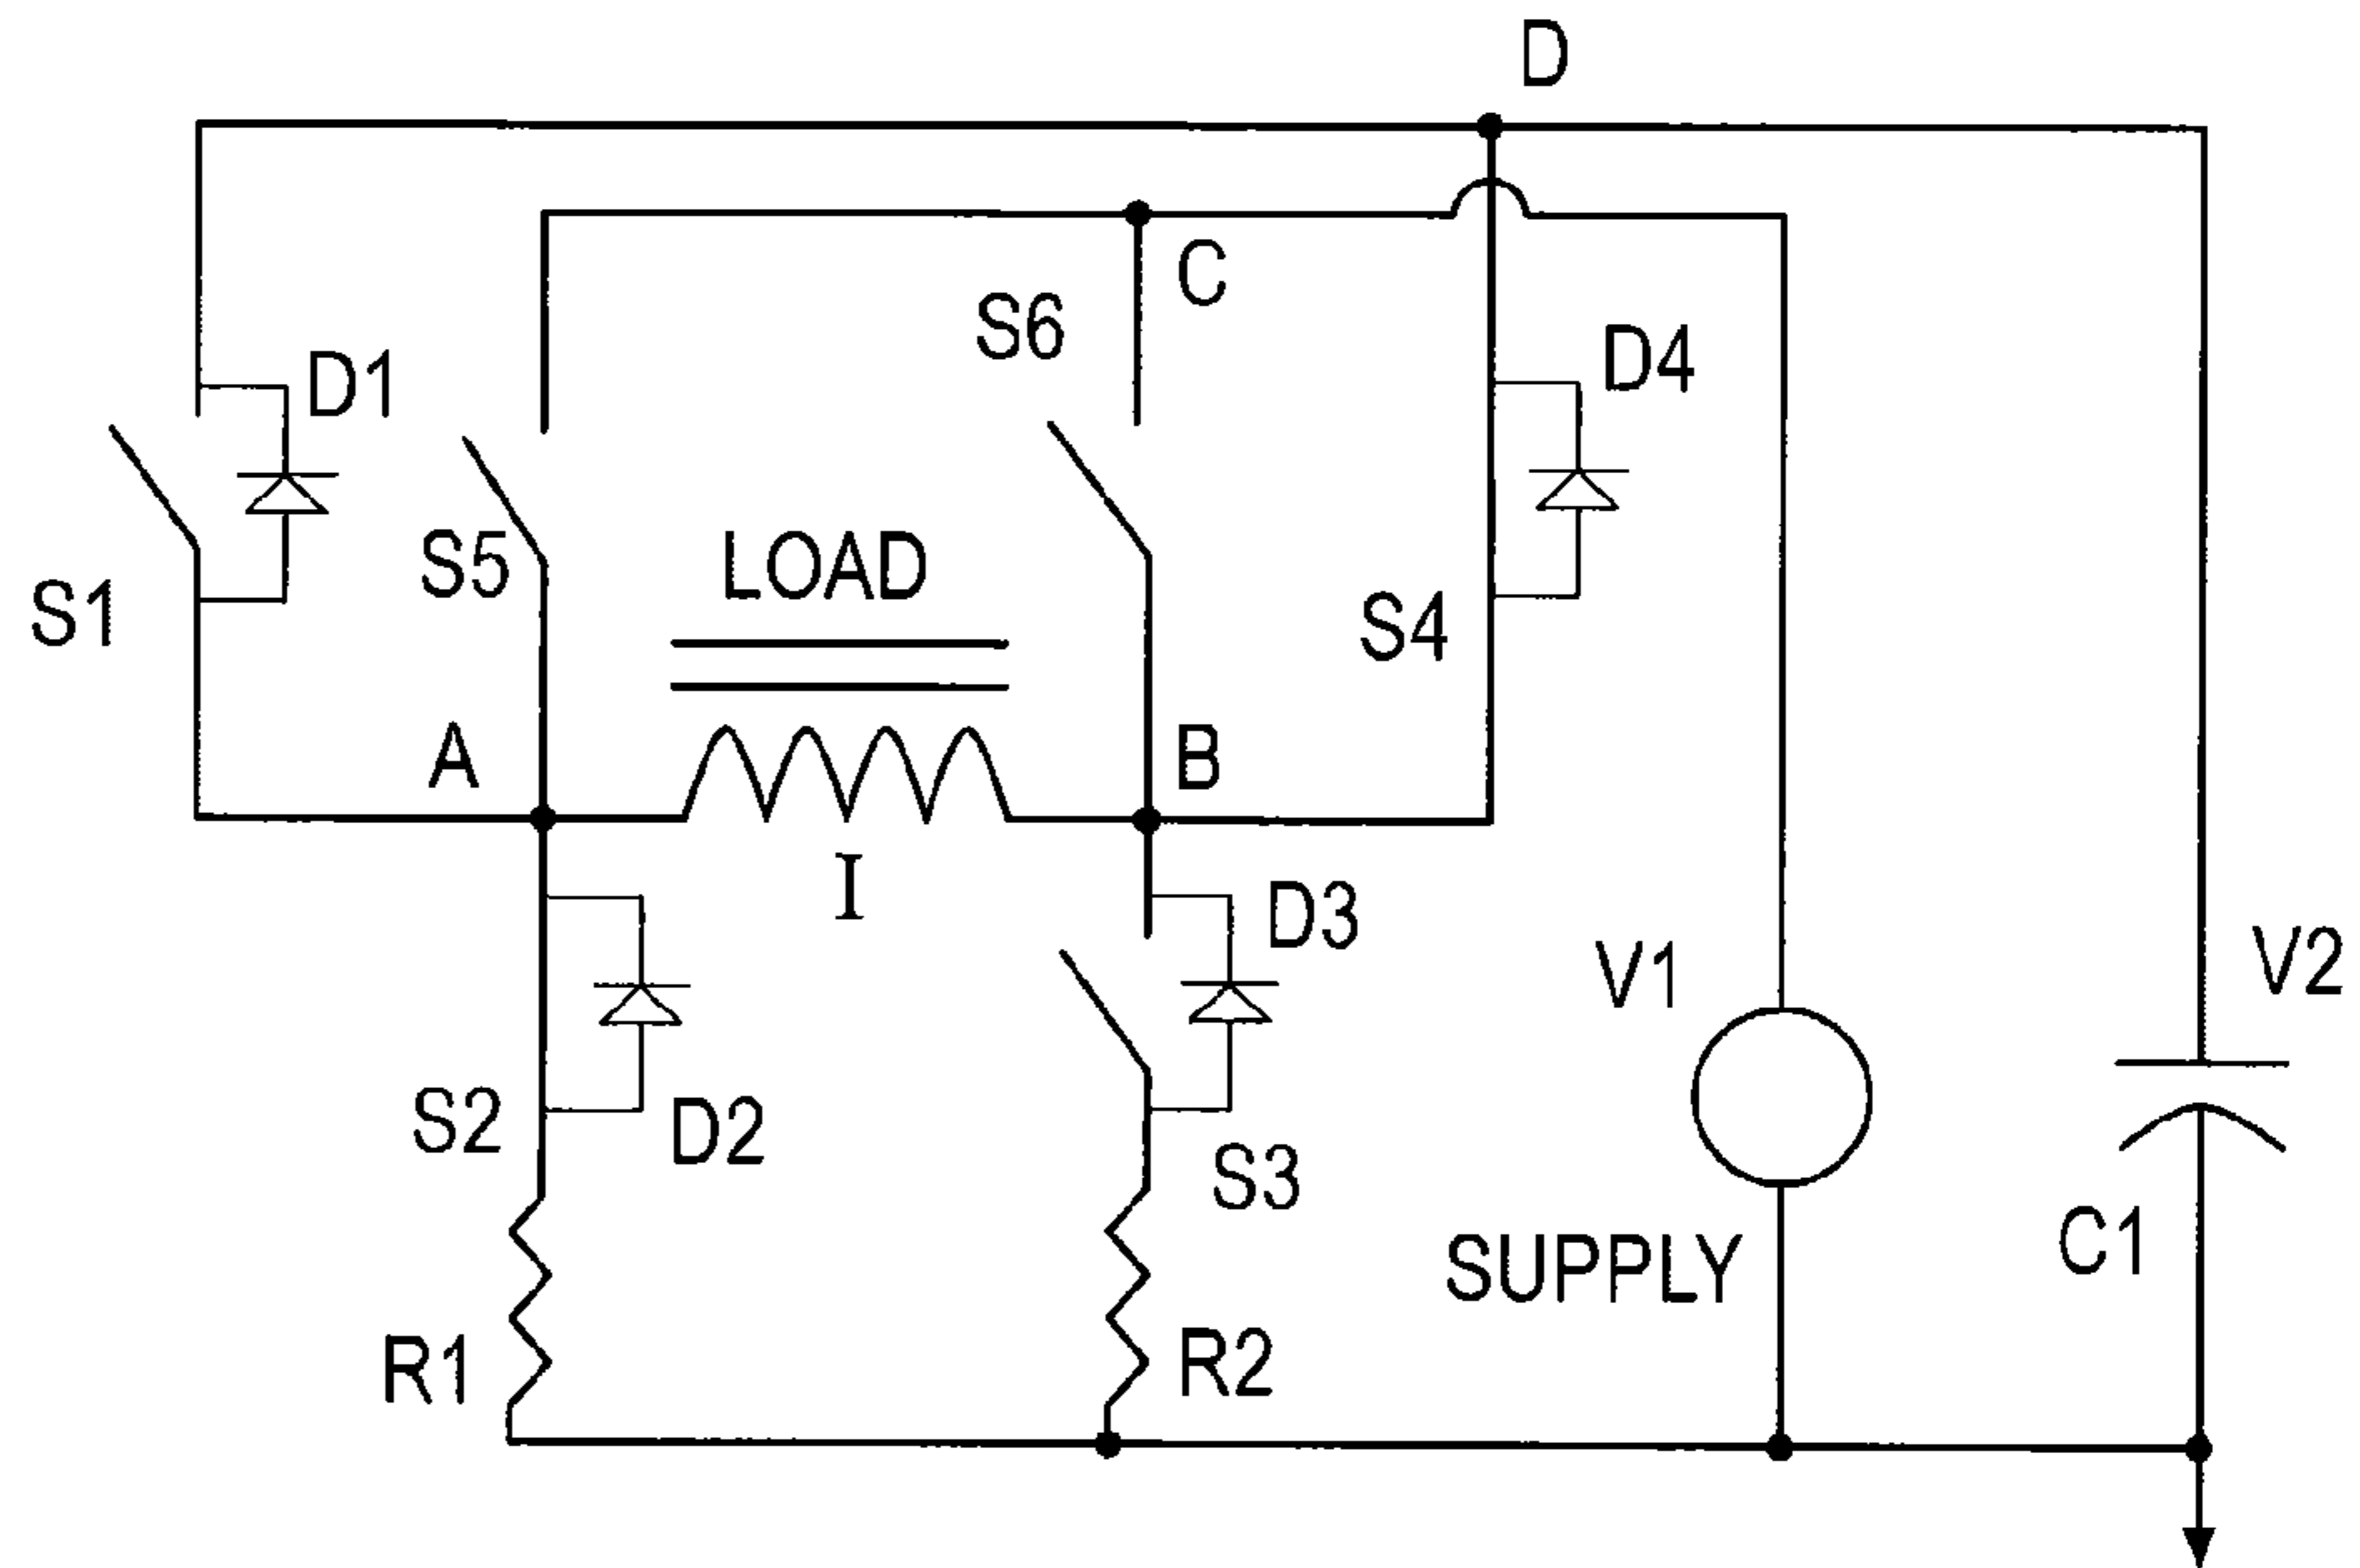 D
C
S6
D1
D4
S5
LOAD
S1
S4
A
B
I
D3
V1
V2
S2
D2
S3
C1
SUPPLY
R1
R2